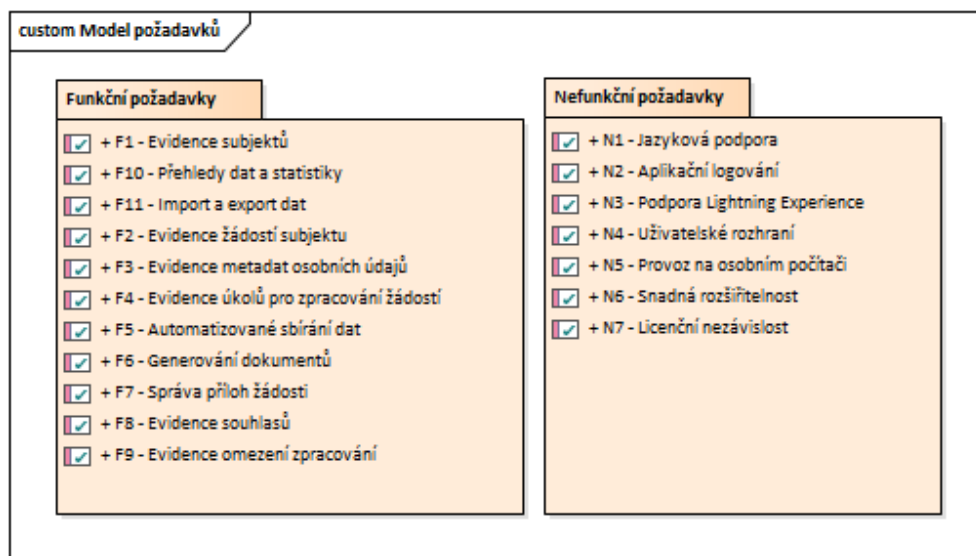 custom Model požadavků
Funkční požadavky
+ F1 - Evidence subjektů
+ F10 - Přehledy dat a statistiky
+ F11 - Import a export dat
+ F2 - Evidence žádostí subjektu
+ F3 - Evidence metadat osobních údajů
+ F4 - Evidence úkolů pro zpracování žádostí
+ F5 - Automatizované sbírání dat
+ F6 - Generování dokumentů
+ F7 - Správa příloh žádosti
+ F8 - Evidence souhlasů
+ F9 - Evidence omezení zpracování
Nefunkční požadavky
+ N1 - Jazyková podpora
+ N2 - Aplikační logování
+ N3 - Podpora Lightning Experience
+ N4 - Uživatelské rozhraní
+ N5 - Provoz na osobním počítači
+ N6 - Snadná rozšiřitelnost
+ N7 - Licenční nezávislost